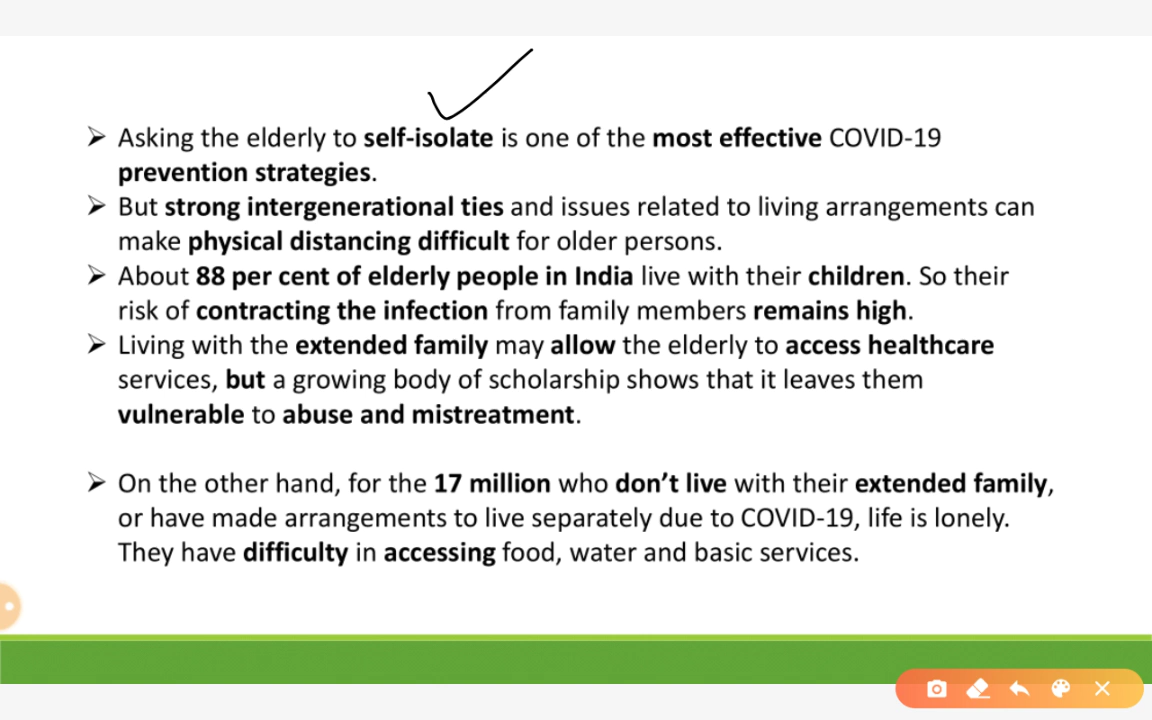 ➢ Asking the elderly to self-isolate is one of the most effective COVID-19
prevention strategies.
➢ But strong intergenerational ties and issues related to living arrangements can
make physical distancing difficult for older persons.
➢ About 88 per cent of elderly people in India live with their children. So their
risk of contracting the infection from family members remains high.
➢ Living with the extended family may allow the elderly to access healthcare
services, but a growing body of scholarship shows that it leaves them
vulnerable to abuse and mistreatment.
➢ On the other hand, for the 17 million who don’t live with their extended family,
or have made arrangements to live separately due to COVID-19, life is lonely.
They have difficulty in accessing food, water and basic services.